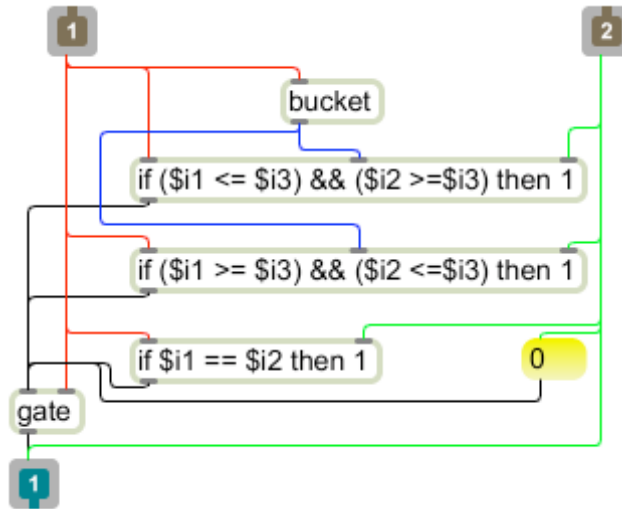 1
2
bucket
if ($i1 <= $i3) && ($i2 >=$i3) then 1
if ($i1 >= $i3) && ($i2 <=$i3) then 1
if $i1 == $i2 then 1
0
gate
1